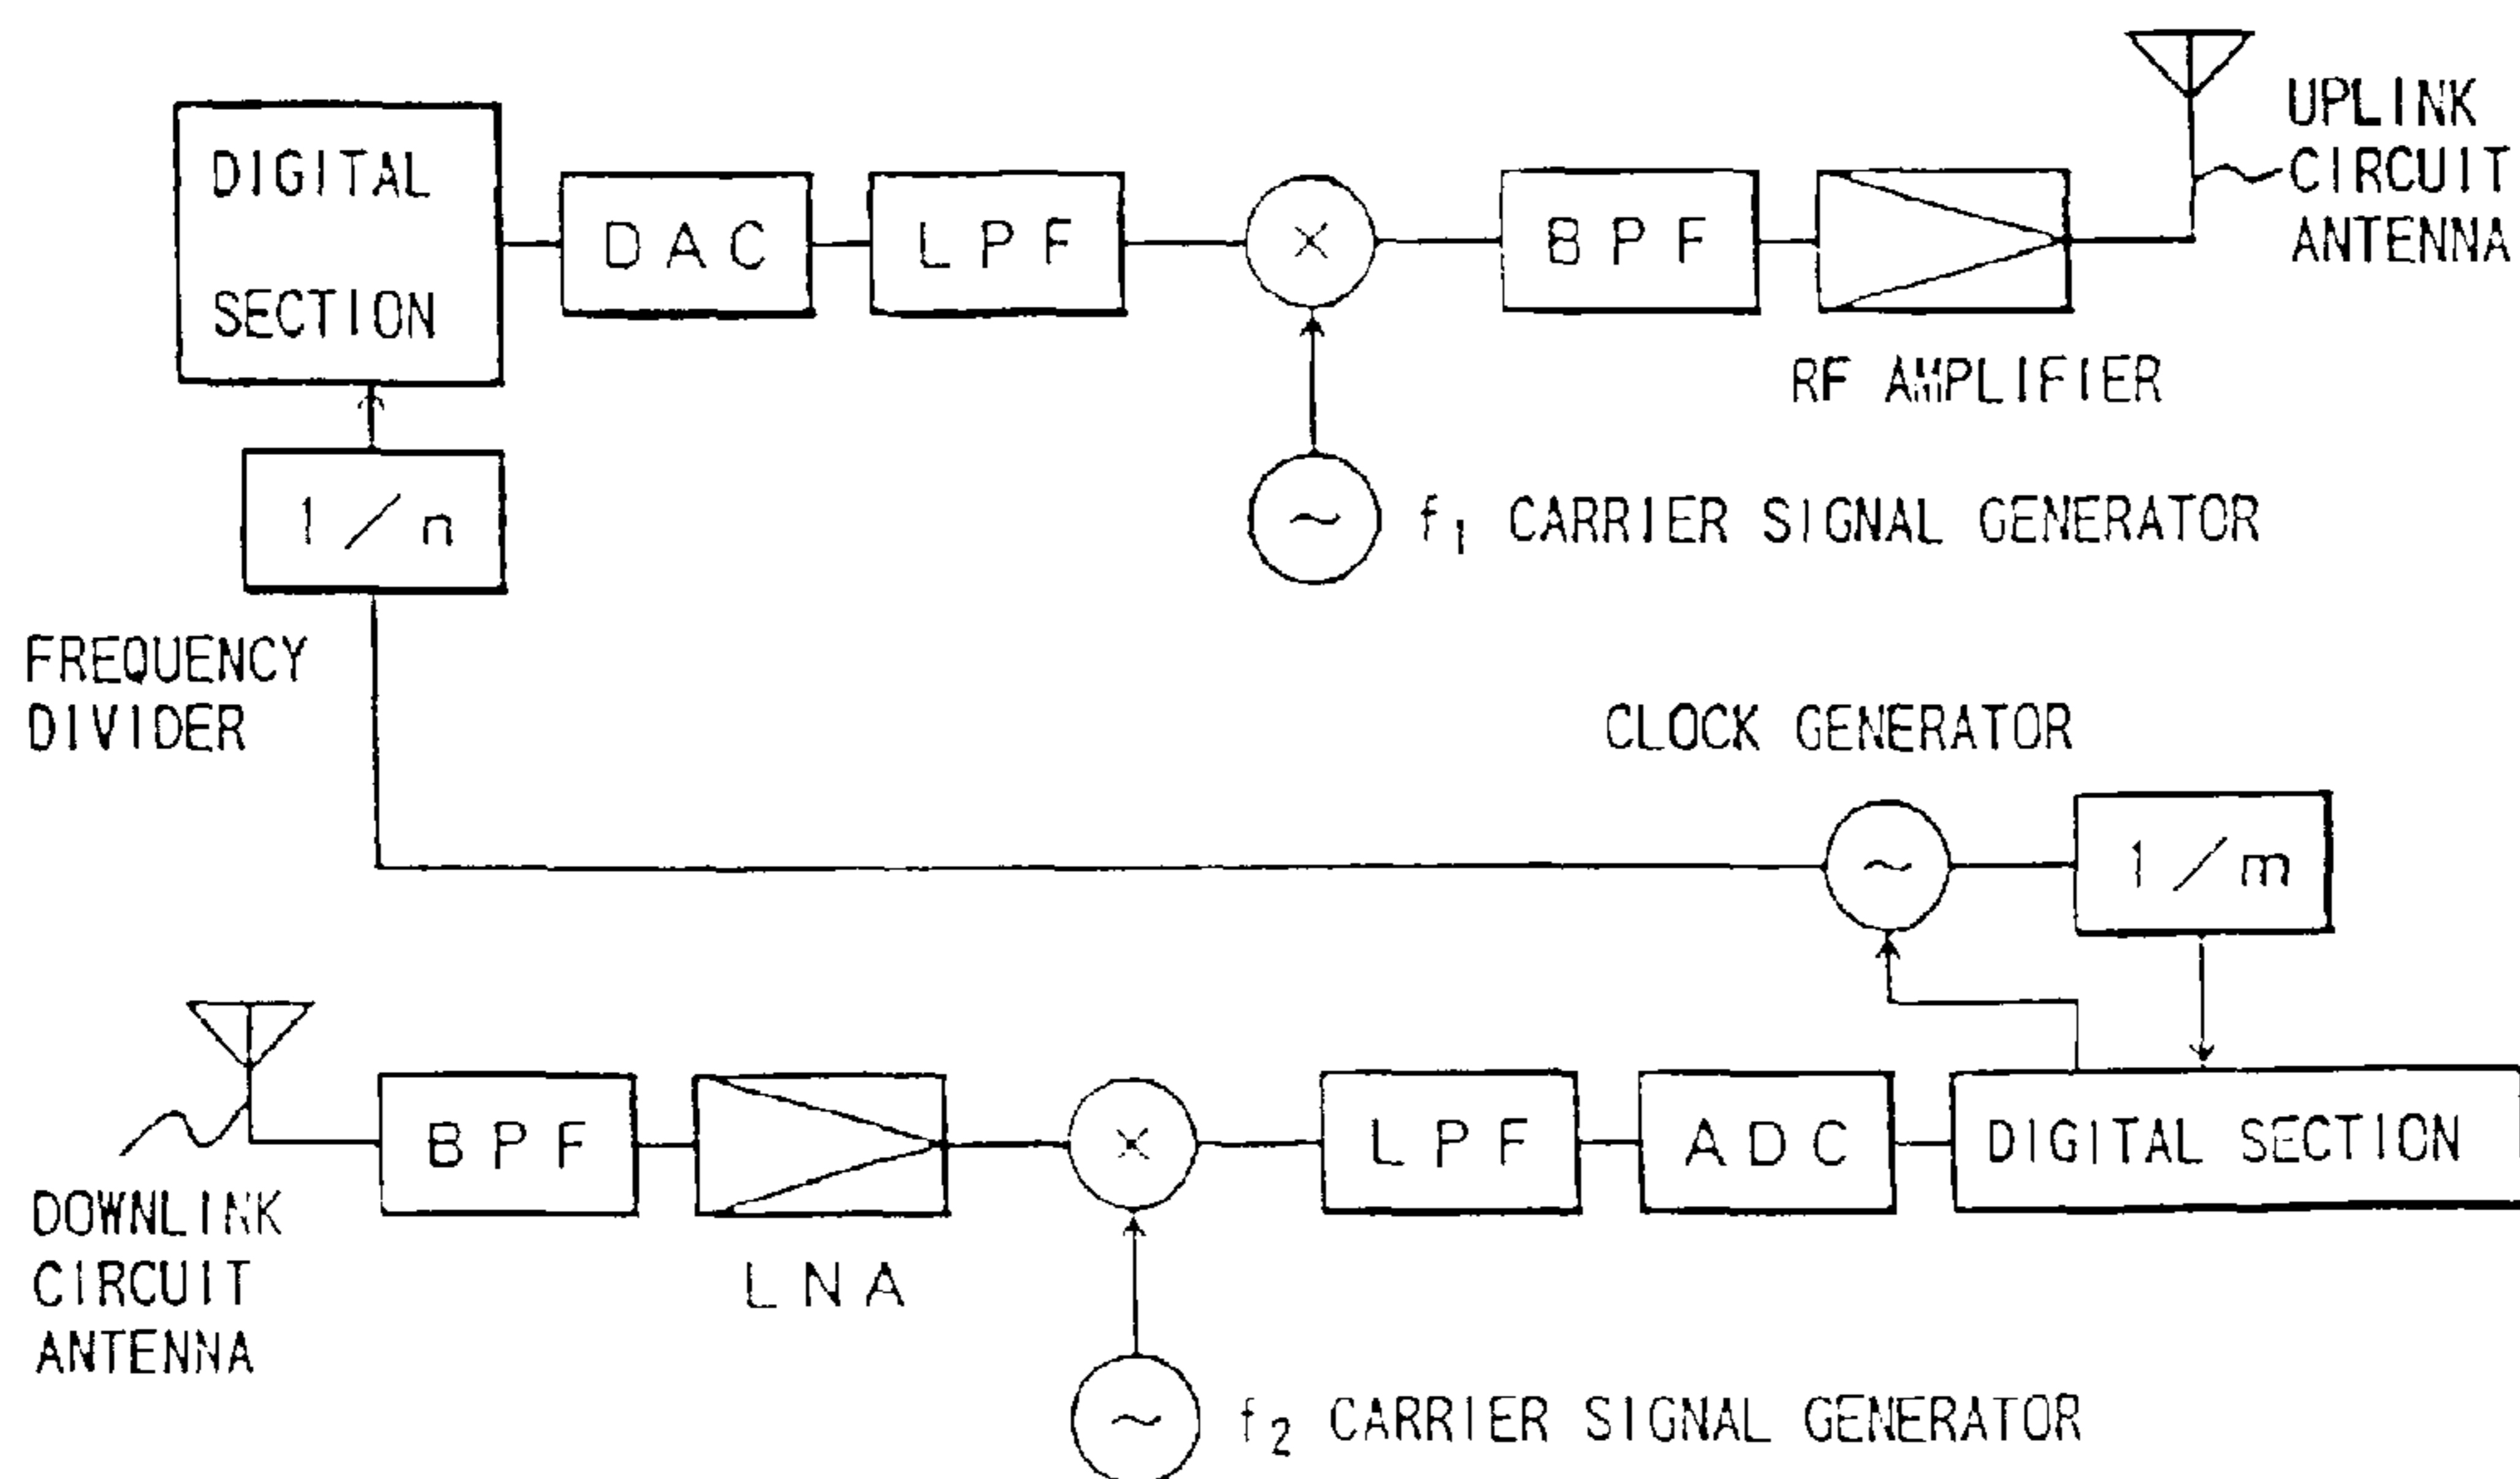 DIGITAL
SECTION
DAC
LPF
×
BPF
UPLINK
CIRCUIT
ANTENNA
RF AMPLIFIER
1/n
~
f₁ CARRIER SIGNAL GENERATOR
FREQUENCY
DIVIDER
CLOCK GENERATOR
~
1/m
DOWNLINK
CIRCUIT
ANTENNA
BPF
LNA
×
LPF
ADC
DIGITAL SECTION
~
f₂ CARRIER SIGNAL GENERATOR